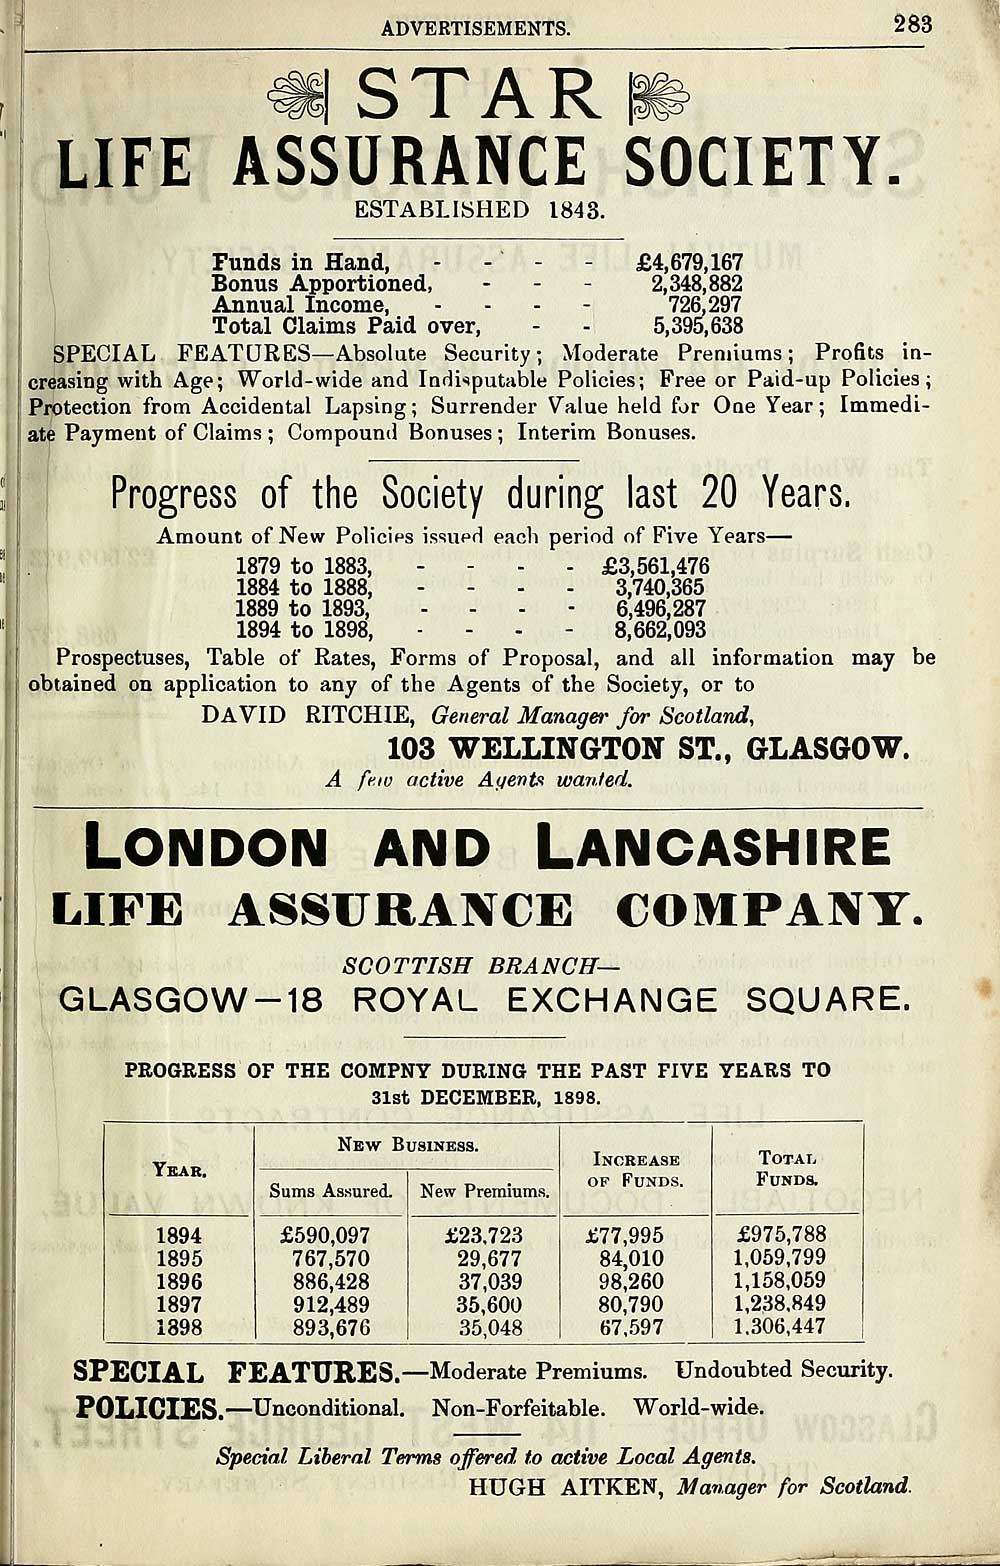 ADVERTISEMENTS. 283
STAR
LIFE ASSURANCE SOCIETY.
ESTABLISHED 1843.
Funds in Hand, - - - - £4,679,167
Bonus Apportioned, - - - 2,348,882
Annual Income, - - - - 726,297
Total Claims Paid over, - - 5,395,638
SPECIAL FEATURES—Absolute Security; Moderate Premiums; Profits in-
creasing with Age; World-wide and Indisputable Policies; Free or Paid-up Policies;
Protection from Accidental Lapsing; Surrender Value held for One Year; Immedi-
ate Payment of Claims; Compound Bonuses; Interim Bonuses.
Progress of the Society during last 20 Years.
Amount of New Policies issued each period of Five Years—
1879 to 1883, - - - - £3,561,476
1884 to 1888, - - - - 3,740,365
1889 to 1893, - - - - 6,496,287
1894 to 1898, - - - - 8,662,093
Prospectuses, Table of Rates, Forms of Proposal, and all information may be
obtained on application to any of the Agents of the Society, or to
DAVID RITCHIE, General Manager for Scotland,
103 WELLINGTON ST., GLASGOW.
A few active Agents wanted.
LONDON AND LANCASHIRE
LIFE ASSURANCE COMPANY.
SCOTTISH BRANCH—
GLASGOW—18 ROYAL EXCHANGE SQUARE.
PROGRESS OF THE COMPNY DURING THE PAST FIVE YEARS TO
31st DECEMBER, 1898.
YEAR. NEW BUSINESS. INCREASE OF FUNDS. TOTAL FUNDS.
Sums Assured. New Premiums.
1894 £590,097 £23,723 £77,995 £975,788
1895 767,570 29,677 84,010 1,059,799
1896 886,428 37,039 98,260 1,158,059
1897 912,489 35,600 80,790 1,238,849
1898 893,676 35,048 67,597 1,306,447
SPECIAL FEATURES.—Moderate Premiums. Undoubted Security.
POLICIES.—Unconditional. Non-Forfeitable. World-wide.
Special Liberal Terms offered to active Local Agents.
HUGH AITKEN, Manager for Scotland.